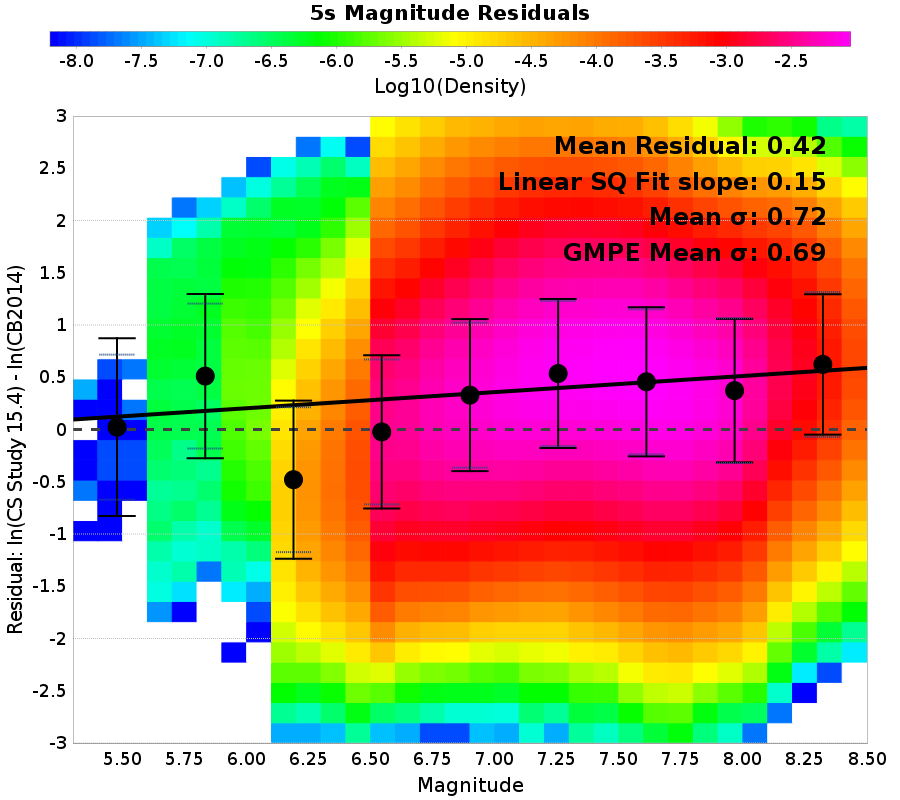 5s Magnitude Residuals
-8.0 -7.5 -7.0 -6.5 -6.0 -5.5 -5.0 -4.5 -4.0 -3.5 -3.0 -2.5
Log10(Density)
Mean Residual: 0.42
Linear SQ Fit slope: 0.15
Mean σ: 0.72
GMPE Mean σ: 0.69
Residual: ln(CS Study 15.4) - ln(CB2014)
3
2.5
2
1.5
1
0.5
0
-0.5
-1
-1.5
-2
-2.5
-3
5.50 5.75 6.00 6.25 6.50 6.75 7.00 7.25 7.50 7.75 8.00 8.25 8.50
Magnitude